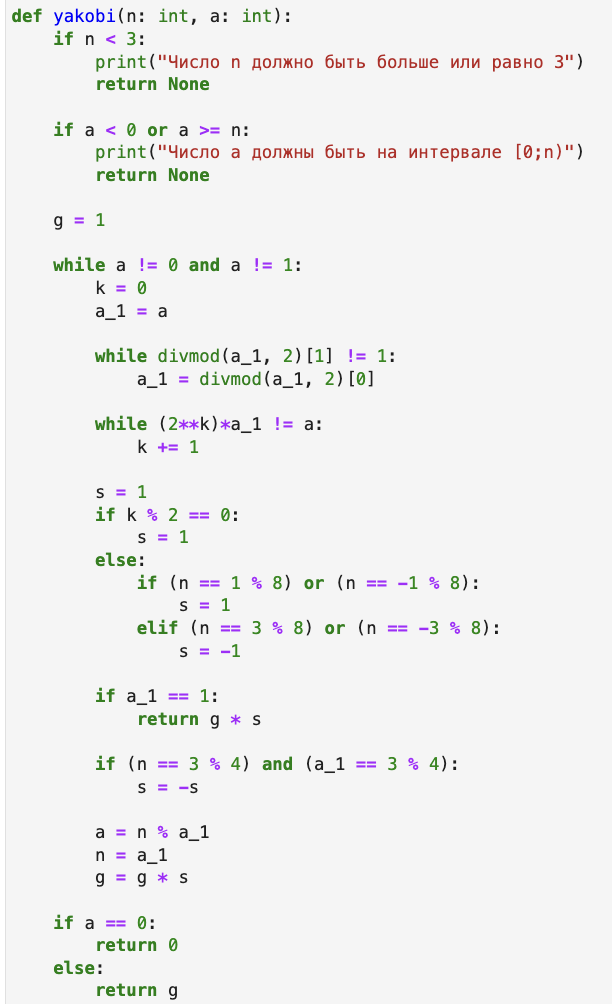 def yakobi(n: int, a: int):
    if n < 3:
        print("Число n должно быть больше или равно 3")
        return None

    if a < 0 or a >= n:
        print("Число a должны быть на интервале [0;n)")
        return None

    g = 1

    while a != 0 and a != 1:
        k = 0
        a_1 = a

        while divmod(a_1, 2)[1] != 1:
            a_1 = divmod(a_1, 2)[0]

        while (2**k)*a_1 != a:
            k += 1

        s = 1
        if k % 2 == 0:
            s = 1
        else:
            if (n == 1 % 8) or (n == -1 % 8):
                s = 1
            elif (n == 3 % 8) or (n == -3 % 8):
                s = -1

        if a_1 == 1:
            return g * s

        if (n == 3 % 4) and (a_1 == 3 % 4):
            s = -s

        a = n % a_1
        n = a_1
        g = g * s

    if a == 0:
        return 0
    else:
        return g